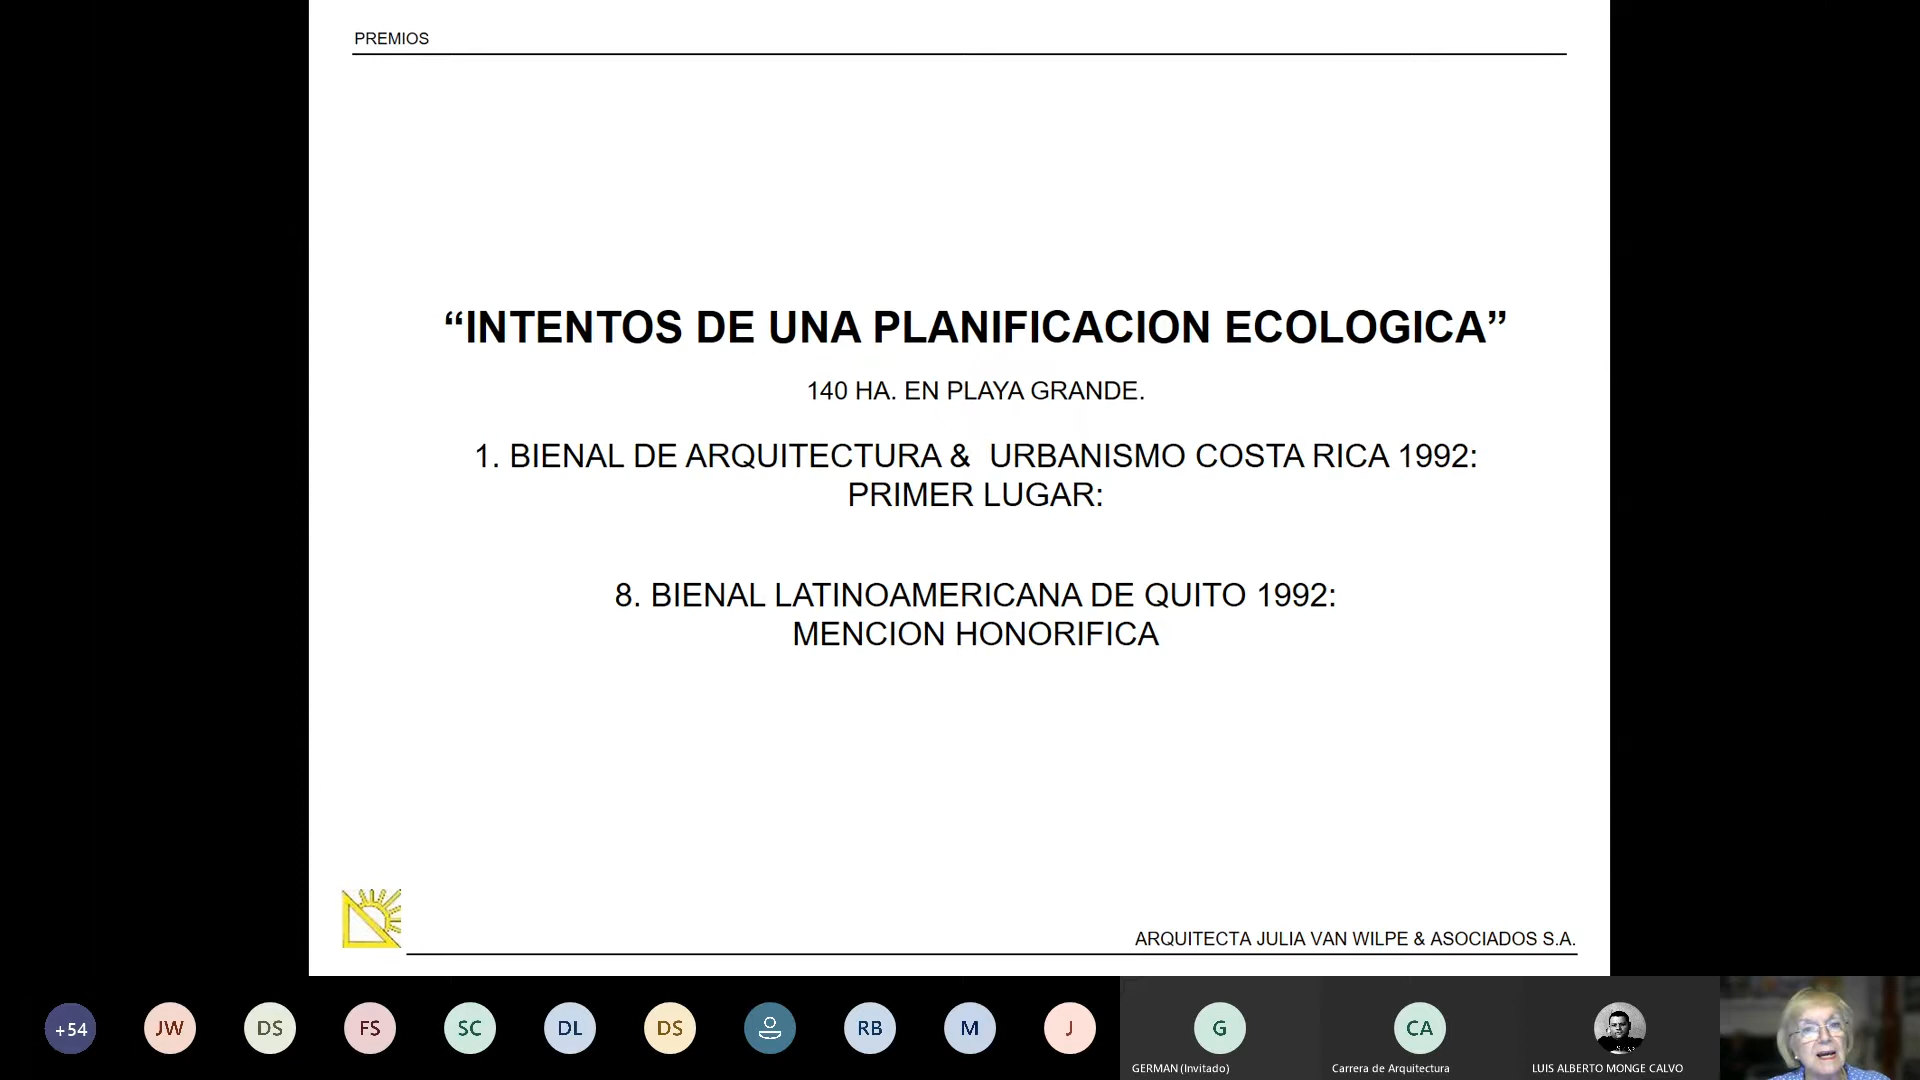 PREMIOS
“INTENTOS DE UNA PLANIFICACION ECOLOGICA”
140 HA. EN PLAYA GRANDE.
1. BIENAL DE ARQUITECTURA & URBANISMO COSTA RICA 1992:
PRIMER LUGAR:
8. BIENAL LATINOAMERICANA DE QUITO 1992:
MENCION HONORIFICA
ARQUITECTA JULIA VAN WILPE & ASOCIADOS S.A.
+54
JW
DS
FS
SC
DL
DS
RB
M
J
G
CA
GERMAN (Invitado)
Carrera de Arquitectura
LUIS ALBERTO MONGE CALVO